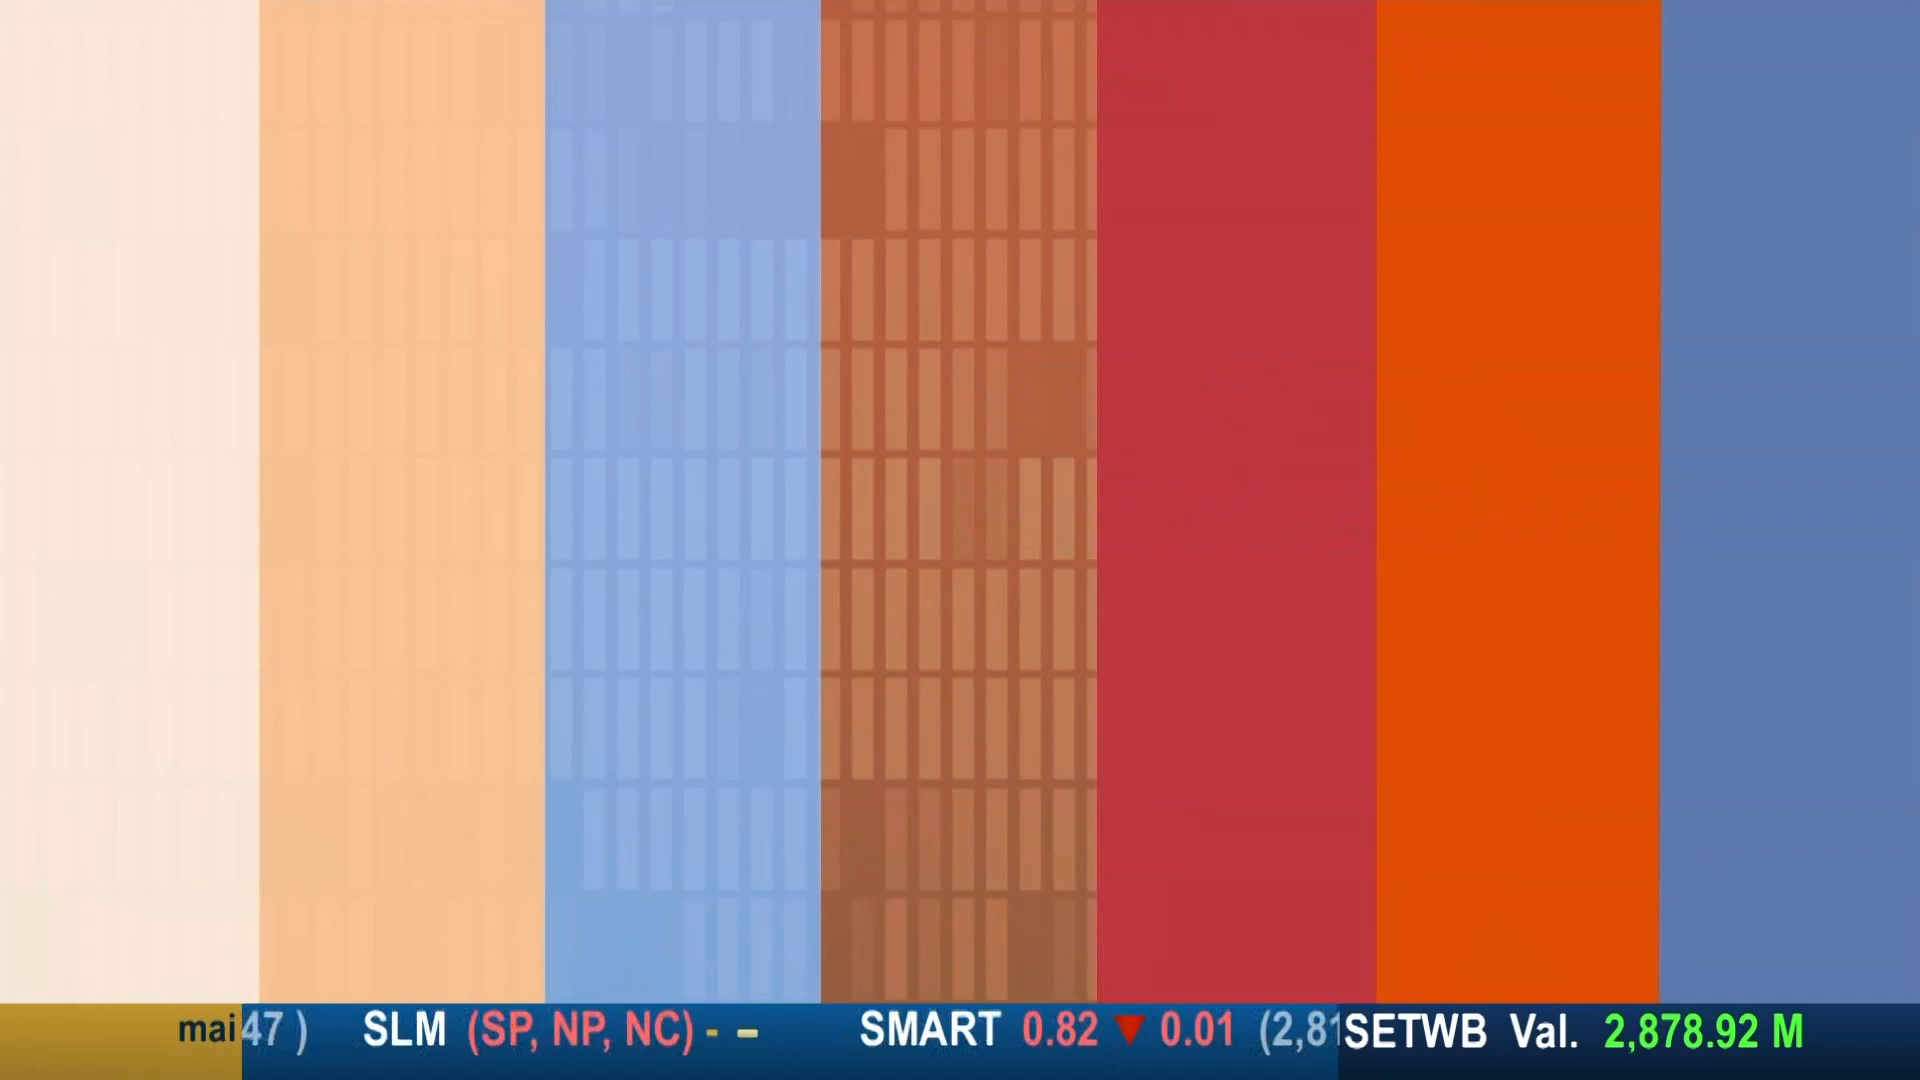 mai 47 ) SLM (SP, NP, NC) - - SMART 0.82 ▼ 0.01 (2,81 SETWB Val. 2,878.92 M